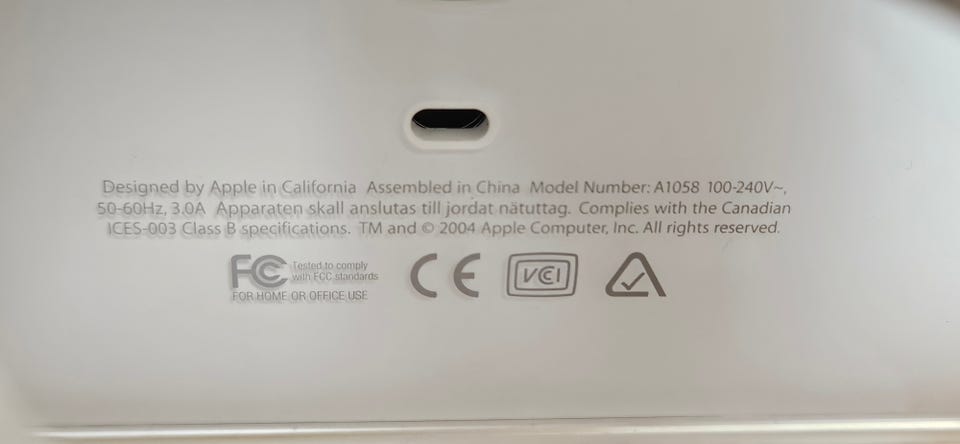 Designed by Apple in California  Assembled in China  Model Number: A1058  100-240V~,
50-60Hz, 3.0A  Apparaten skall anslutas till jordat nätuttag.  Complies with the Canadian
ICES-003 Class B specifications.  TM and © 2004 Apple Computer, Inc. All rights reserved.
FC Tested to comply
with FCC standards
FOR HOME OR OFFICE USE
CE
VCI